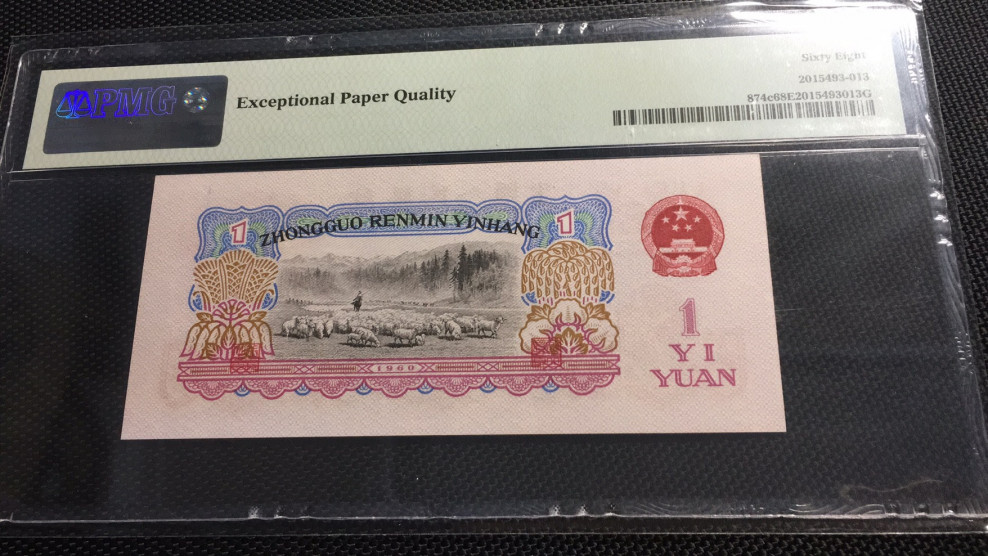 PMG
Exceptional Paper Quality
Sixty Eight
2015493-013
874c68E2015493013G
1 1
ZHONGGUO RENMIN YINHANG
1960
1
YI
YUAN